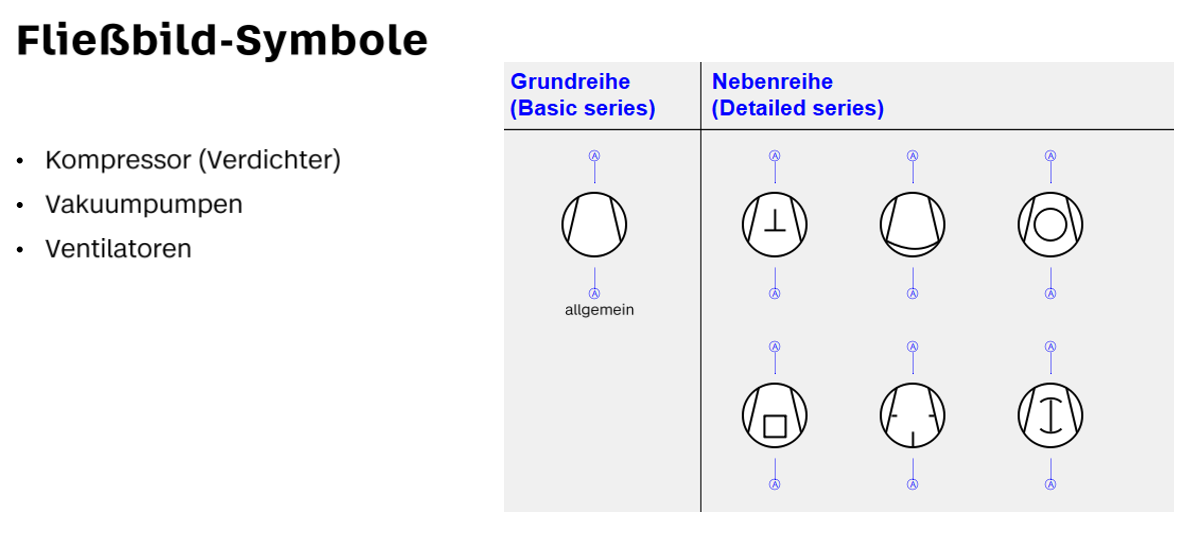 Fließbild-Symbole
• Kompressor (Verdichter)
• Vakuumpumpen
• Ventilatoren
Grundreihe
(Basic series)
Nebenreihe
(Detailed series)
A
A
allgemein
A A A
A A A
A A A
A A A